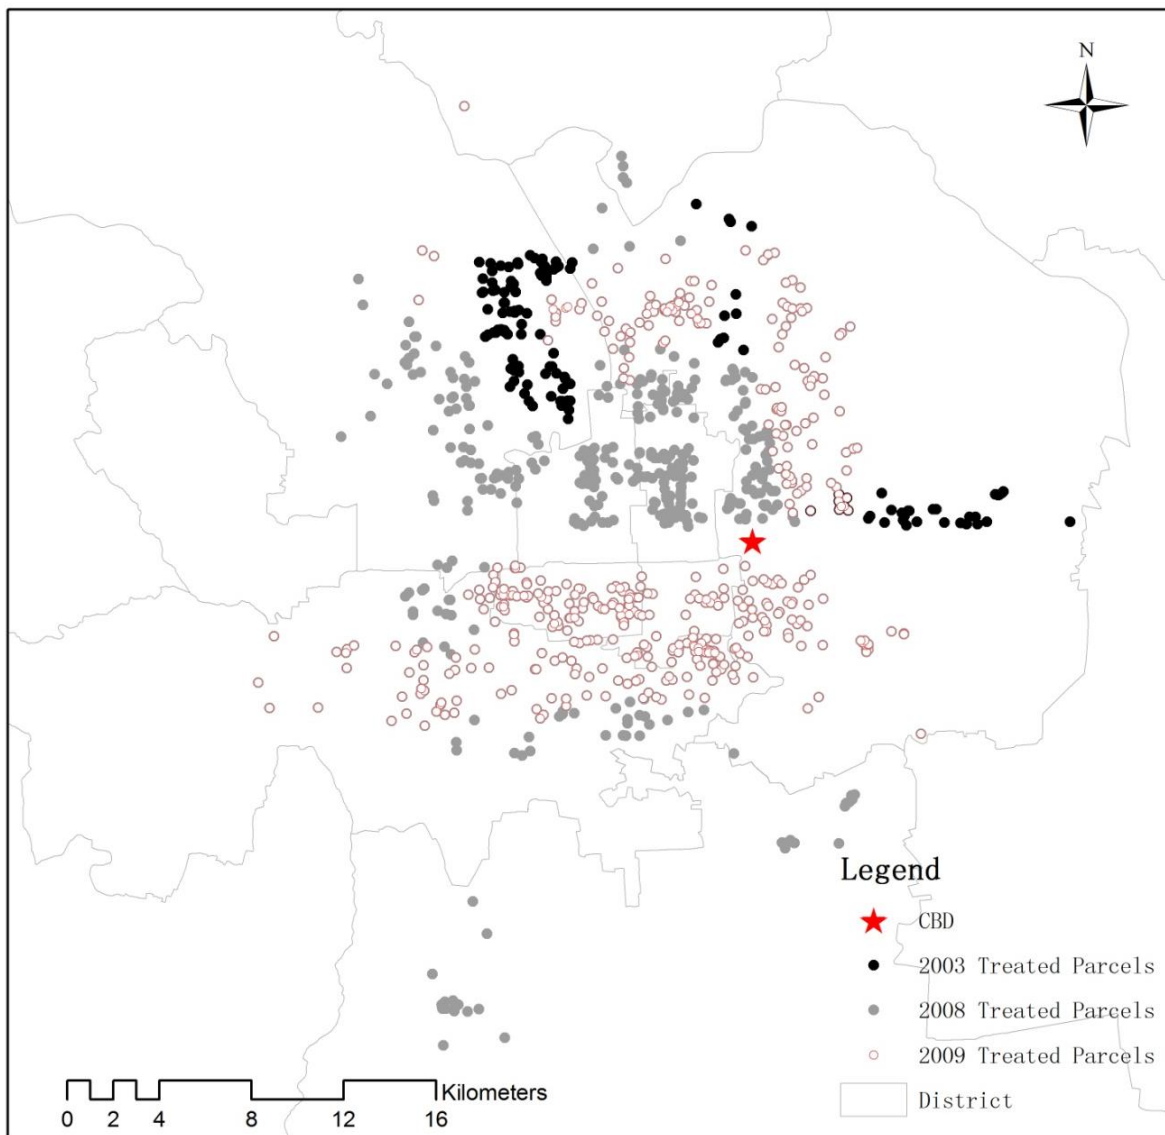 N
Legend
CBD
2003 Treated Parcels
2008 Treated Parcels
2009 Treated Parcels
District
Kilometers
0 2 4 8 12 16